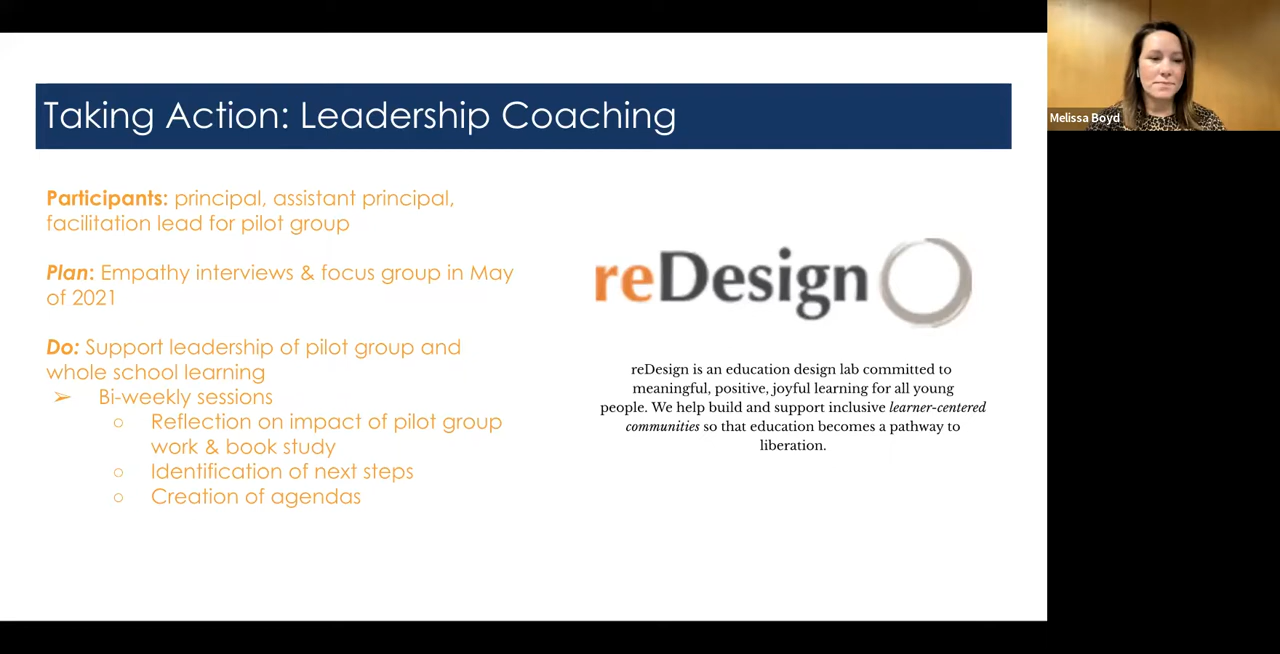 Taking Action: Leadership Coaching
Participants: principal, assistant principal,
facilitation lead for pilot group
Plan: Empathy interviews & focus group in May
of 2021
Do: Support leadership of pilot group and
whole school learning
➢ Bi-weekly sessions
○ Reflection on impact of pilot group
work & book study
○ Identification of next steps
○ Creation of agendas
reDesign
reDesign is an education design lab committed to
meaningful, positive, joyful learning for all young
people. We help build and support inclusive learner-centered
communities so that education becomes a pathway to
liberation.
Melissa Boyd